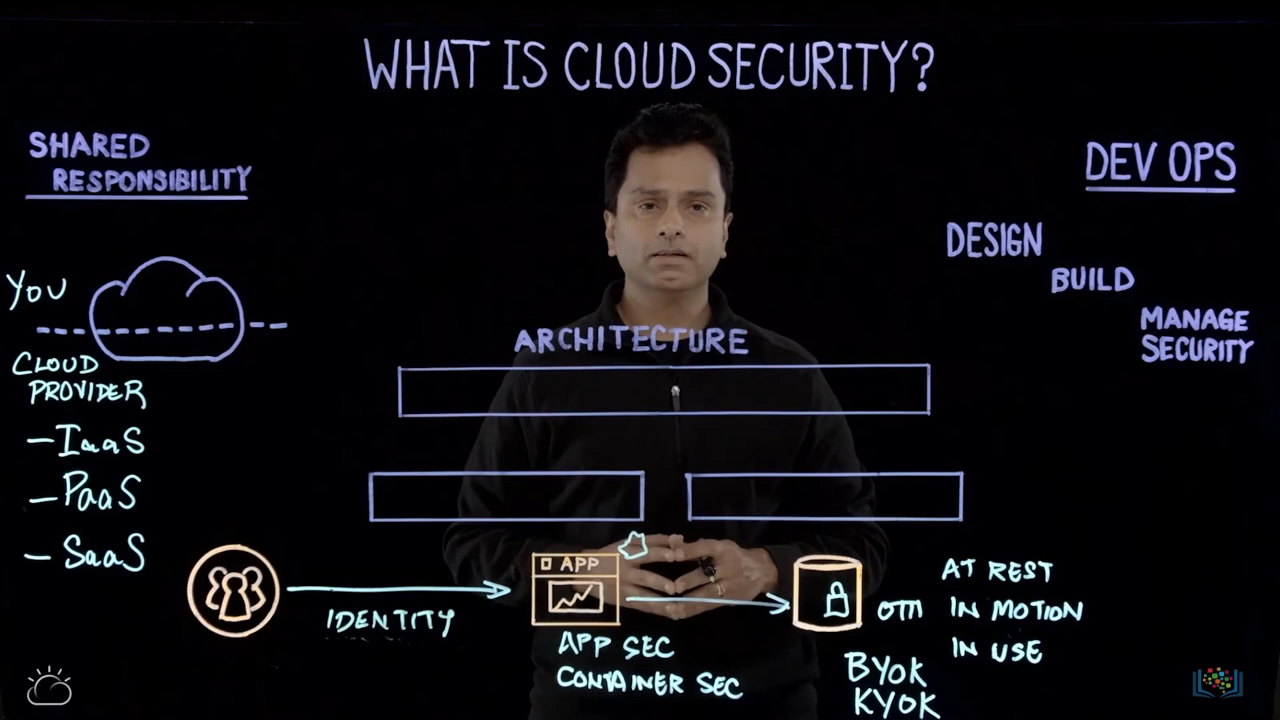 WHAT IS CLOUD SECURITY?
SHARED
RESPONSIBILITY
YOU
CLOUD
PROVIDER
- IaaS
- PaaS
- SaaS
DEV OPS
DESIGN
BUILD
MANAGE
SECURITY
ARCHITECTURE
IDENTITY
APP
APP SEC
CONTAINER SEC
AT REST
IN MOTION
IN USE
BYOK
KYOK